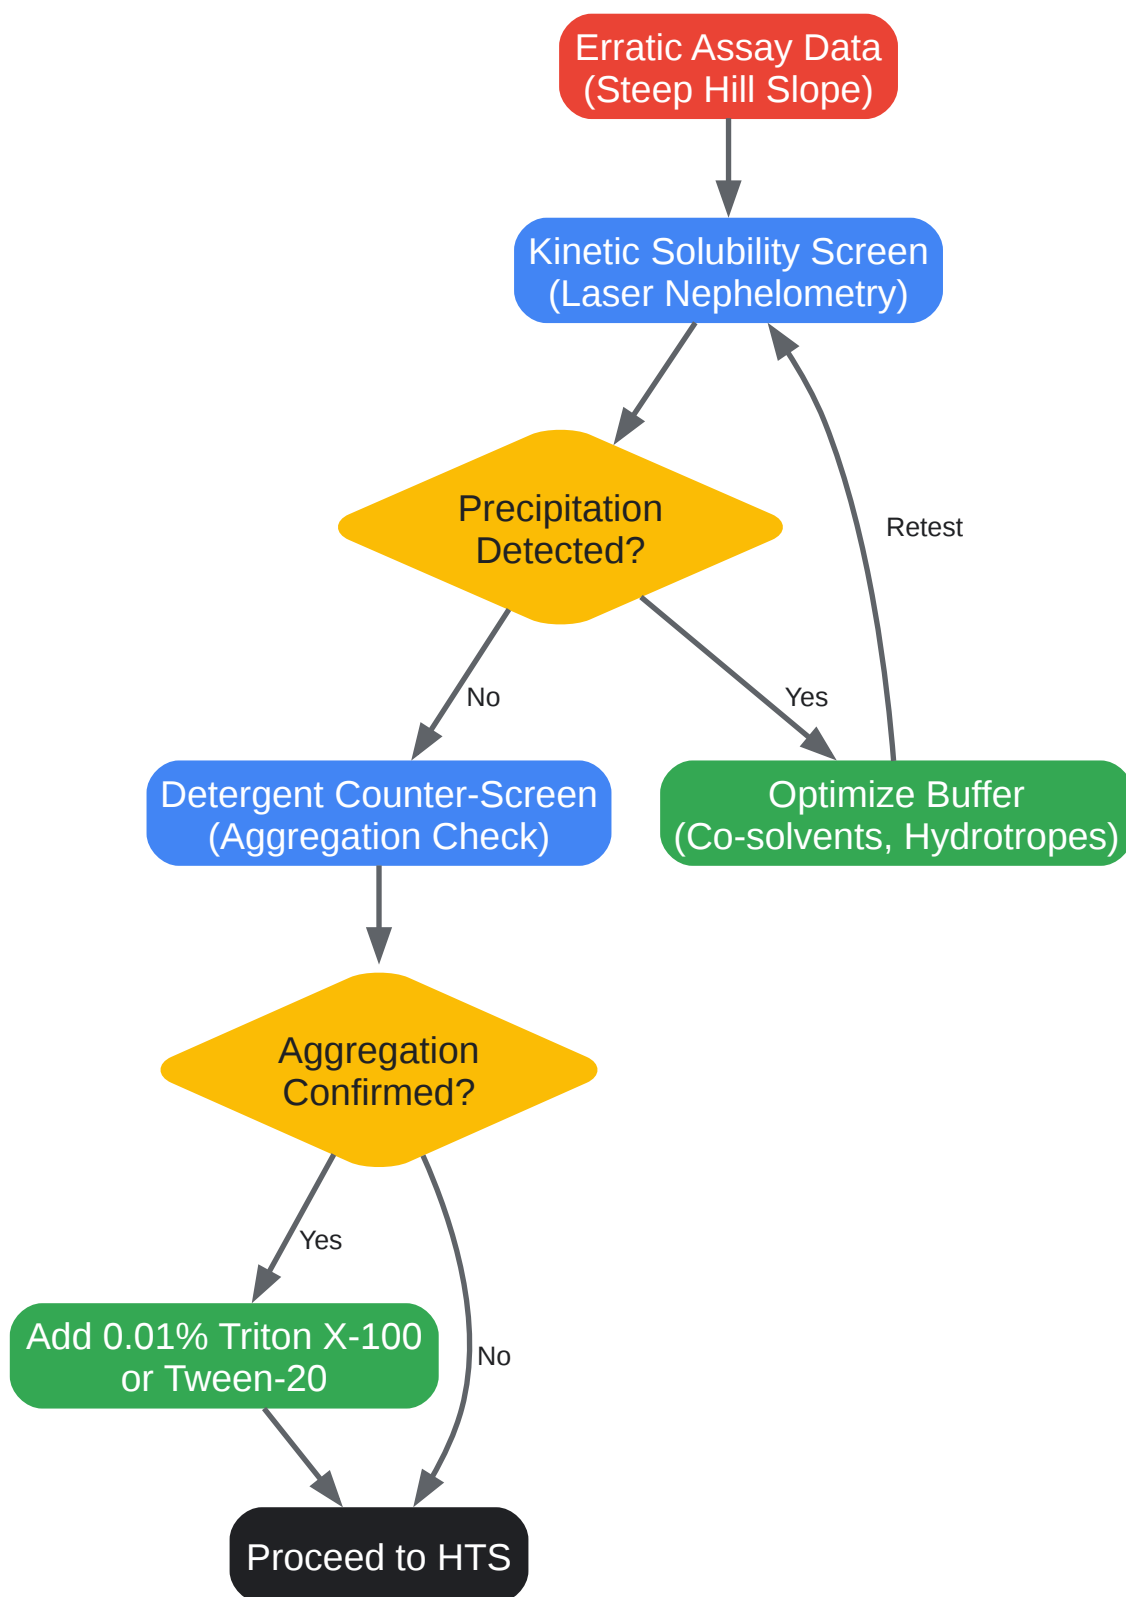 Erratic Assay Data
(Steep Hill Slope)
Kinetic Solubility Screen
(Laser Nephelometry)
Precipitation
Detected?
Retest
No
Yes
Detergent Counter-Screen
(Aggregation Check)
Optimize Buffer
(Co-solvents, Hydrotropes)
Aggregation
Confirmed?
Yes
Add 0.01% Triton X-100
or Tween-20
No
Proceed to HTS